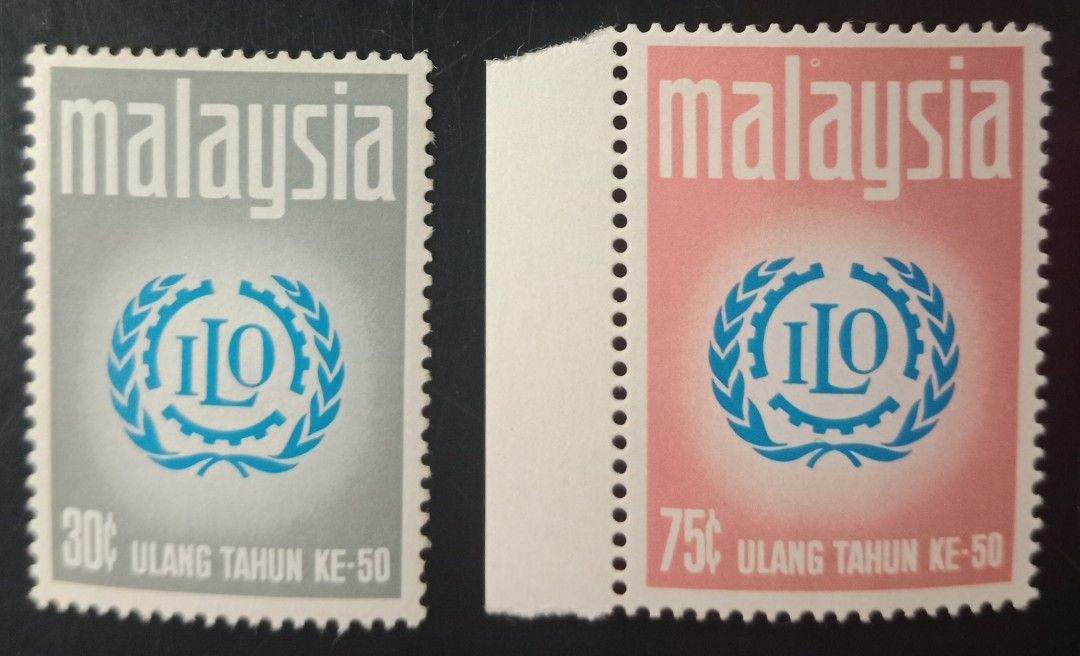 malaysia
ILO
30¢ ULANG TAHUN KE-50
malaysia
ILO
75¢ ULANG TAHUN KE-50